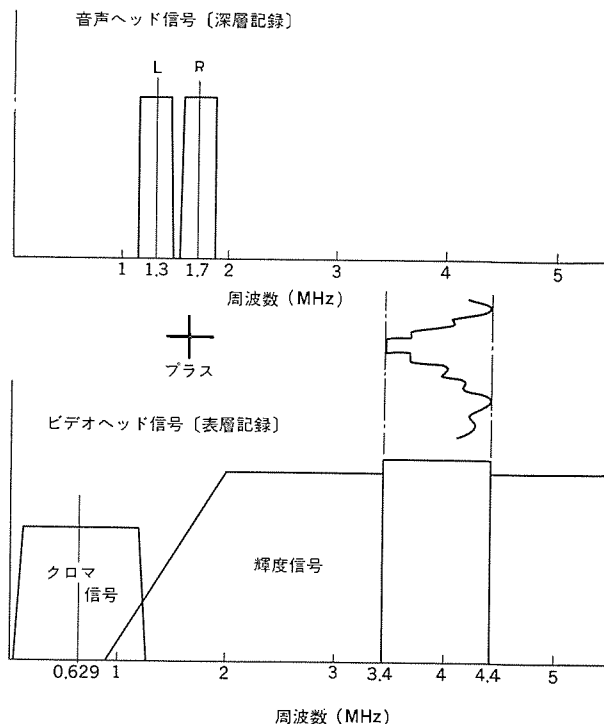 音声ヘッド信号〔深層記録〕
L R
1 1.3 1.7 2 3 4 5
周波数(MHz)
プラス
ビデオヘッド信号〔表層記録〕
クロマ
信号
輝度信号
0.629 1 2 3 3.4 4 4.4 5
周波数(MHz)